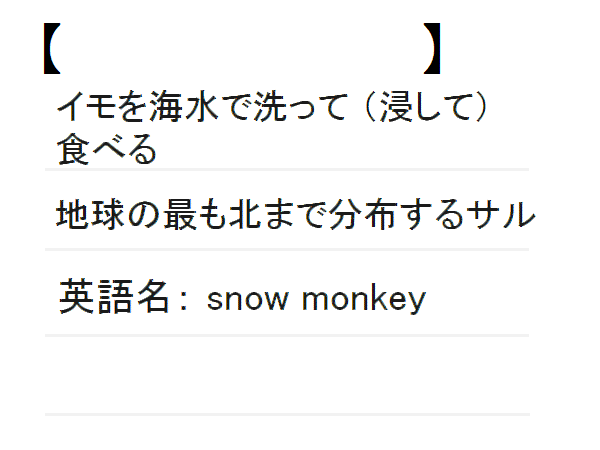 【 】
イモを海水で洗って（浸して）
食べる
地球の最も北まで分布するサル
英語名：snow monkey